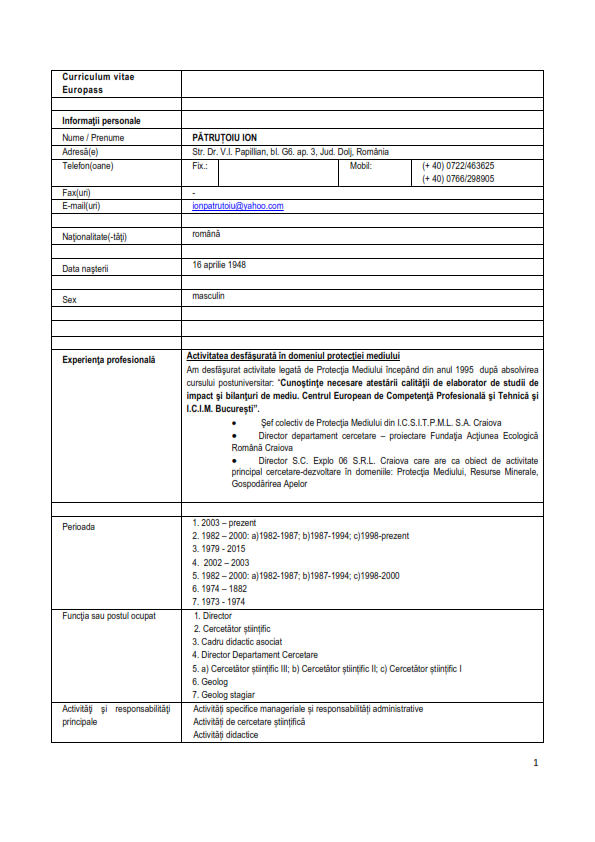 Curriculum vitae
Europass
Informaţii personale
Nume / Prenume
PĂTRUŢOIU ION
Adresă(e)
Str. Dr. V.I. Papillian, bl. G6. ap. 3, Jud. Dolj, România
Telefon(oane)
Fix.:
Mobil:
(+ 40) 0722/463625
(+ 40) 0766/298905
Fax(uri)
-
E-mail(uri)
ionpatrutoiu@yahoo.com
Naţionalitate(-tăţi)
română
Data naşterii
16 aprilie 1948
Sex
masculin
Experienţa profesională
Activitatea desfăşurată în domeniul protecţiei mediului
Am desfăşurat activitate legată de Protecţia Mediului începând din anul 1995 după absolvirea
cursului postuniversitar: “Cunoştinţe necesare atestării calităţii de elaborator de studii de
impact şi bilanţuri de mediu. Centrul European de Competenţă Profesională şi Tehnică şi
I.C.I.M. Bucureşti”.
● Şef colectiv de Protecţia Mediului din I.C.S.I.T.P.M.L. S.A. Craiova
● Director departament cercetare – proiectare Fundaţia Acţiunea Ecologică
Română Craiova
● Director S.C. Explo 06 S.R.L. Craiova care are ca obiect de activitate
principal cercetare-dezvoltare în domeniile: Protecţia Mediului, Resurse Minerale,
Gospodărirea Apelor
Perioada
1. 2003 – prezent
2. 1982 – 2000: a)1982-1987; b)1987-1994; c)1998-prezent
3. 1979 - 2015
4. 2002 – 2003
5. 1982 – 2000: a)1982-1987; b)1987-1994; c)1998-2000
6. 1974 – 1882
7. 1973 - 1974
Funcţia sau postul ocupat
1. Director
2. Cercetător ştiinţific
3. Cadru didactic asociat
4. Director Departament Cercetare
5. a) Cercetător ştiinţific III; b) Cercetător ştiinţific II; c) Cercetător ştiinţific I
6. Geolog
7. Geolog stagiar
Activităţi şi responsabilităţi
principale
Activităţi specifice manageriale şi responsabilităţi administrative
Activităţi de cercetare ştiinţifică
Activităţi didactice
1